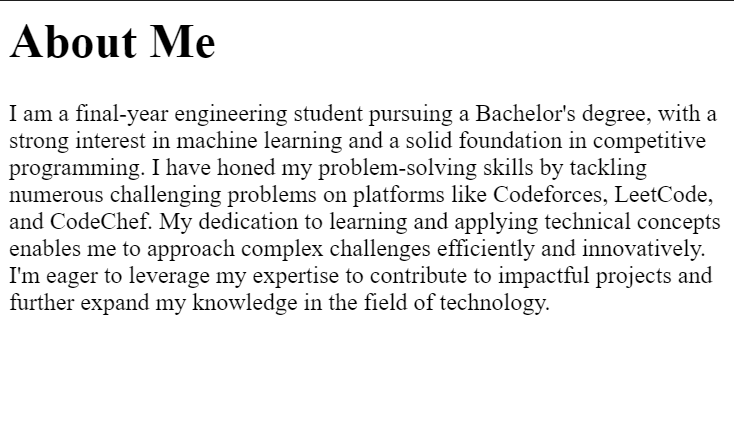 About Me
I am a final-year engineering student pursuing a Bachelor's degree, with a
strong interest in machine learning and a solid foundation in competitive
programming. I have honed my problem-solving skills by tackling
numerous challenging problems on platforms like Codeforces, LeetCode,
and CodeChef. My dedication to learning and applying technical concepts
enables me to approach complex challenges efficiently and innovatively.
I'm eager to leverage my expertise to contribute to impactful projects and
further expand my knowledge in the field of technology.